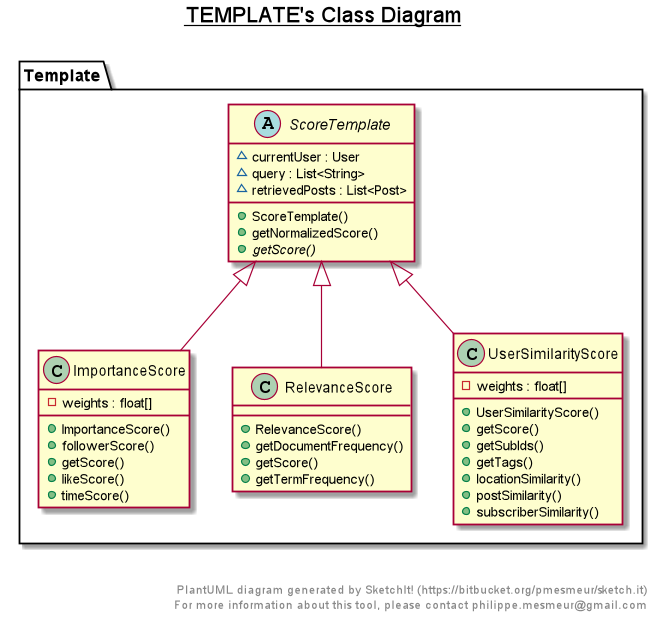 TEMPLATE's Class Diagram
Template
A ScoreTemplate
currentUser : User
query : List<String>
retrievedPosts : List<Post>
ScoreTemplate()
getNormalizedScore()
getScore()
C ImportanceScore
weights : float[]
ImportanceScore()
followerScore()
getScore()
likeScore()
timeScore()
C RelevanceScore
RelevanceScore()
getDocumentFrequency()
getScore()
getTermFrequency()
C UserSimilarityScore
weights : float[]
UserSimilarityScore()
getScore()
getSubIds()
getTags()
locationSimilarity()
postSimilarity()
subscriberSimilarity()
PlantUML diagram generated by SketchIt! (https://bitbucket.org/pmesmeur/sketch.it)
For more information about this tool, please contact philippe.mesmeur@gmail.com